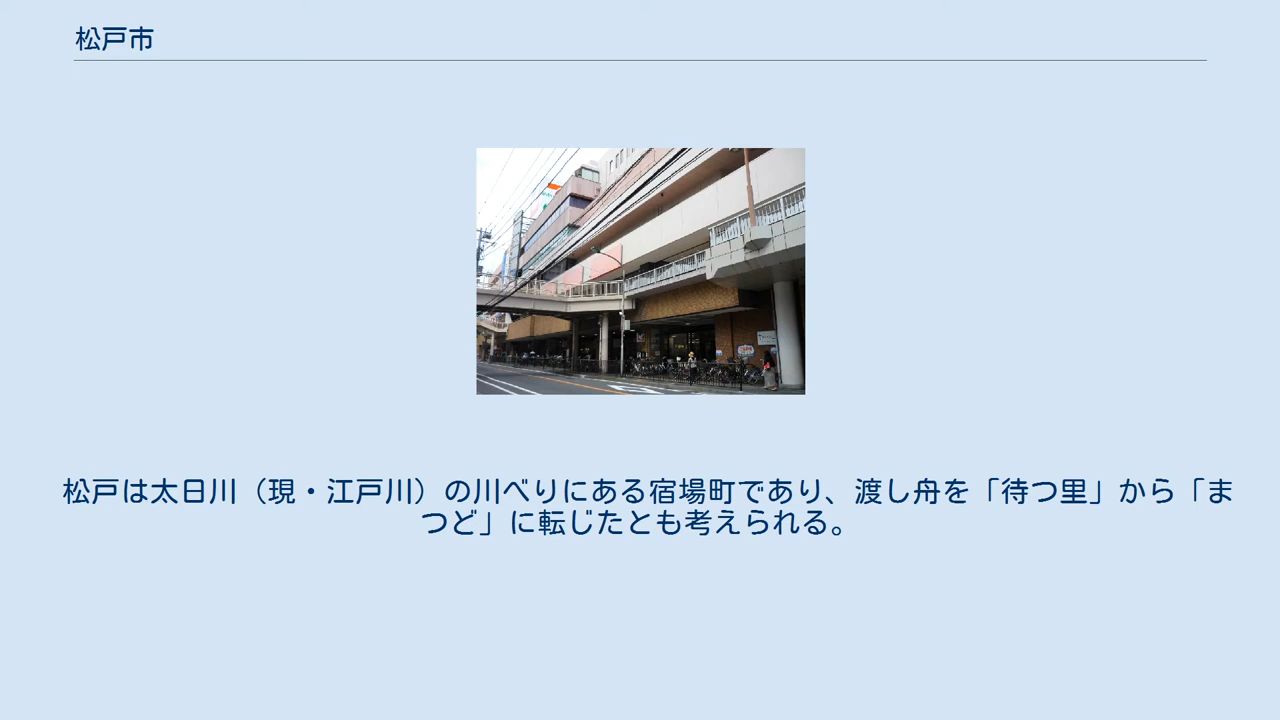 松戸市
松戸は太日川（現・江戸川）の川べりにある宿場町であり、渡し舟を「待つ里」から「ま
つど」に転じたとも考えられる。